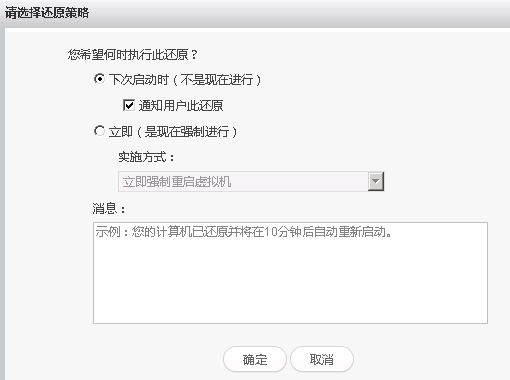 请选择还原策略
您希望何时执行此还原？
下次启动时（不是现在进行）
通知用户此还原
立即（是现在强制进行）
实施方式：
立即强制重启虚拟机
消息：
示例：您的计算机已还原并将在10分钟后自动重新启动。
确定 取消